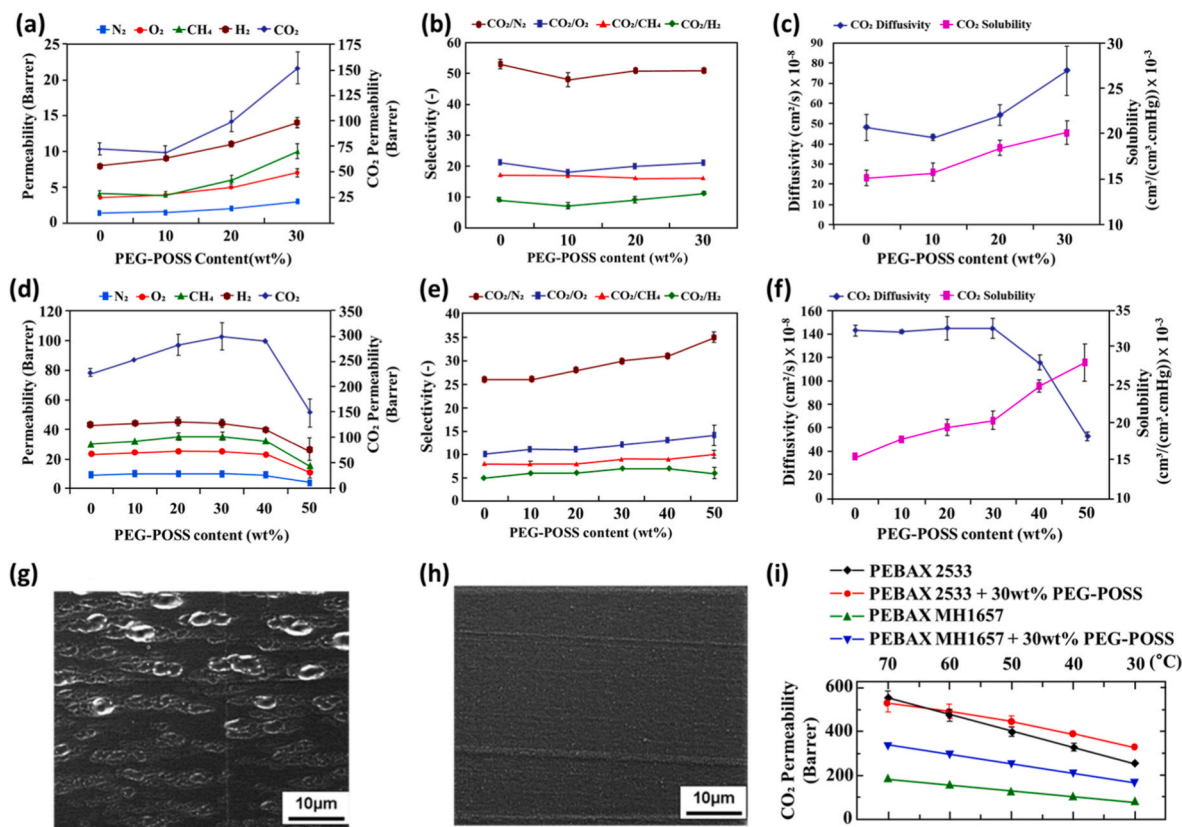 (a)
N₂ O₂ CH₄ H₂ CO₂
Permeability (Barrer)
25
20
15
10
5
0
175
150
125
100
75
50
25
CO₂ Permeability
(Barrer)
0 10 20 30
PEG-POSS Content(wt%)
(b)
CO₂/N₂ CO₂/O₂ CO₂/CH₄ CO₂/H₂
Selectivity (-)
60
50
40
30
20
10
0
0 10 20 30
PEG-POSS content (wt%)
(c)
CO₂ Diffusivity CO₂ Solubility
Diffusivity (cm²/s) x 10⁻⁸
90
80
70
60
50
40
30
20
10
0
30
25
20
15
10
Solubility
(cm³/(cm³.cmHg)) x 10⁻³
0 10 20 30
PEG-POSS content (wt%)
(d)
N₂ O₂ CH₄ H₂ CO₂
Permeability (Barrer)
120
100
80
60
40
20
0
350
300
250
200
150
100
50
0
CO₂ Permeability
(Barrer)
0 10 20 30 40 50
PEG-POSS content (wt%)
(e)
CO₂/N₂ CO₂/O₂ CO₂/CH₄ CO₂/H₂
Selectivity (-)
40
35
30
25
20
15
10
5
0
0 10 20 30 40 50
PEG-POSS content (wt%)
(f)
CO₂ Diffusivity CO₂ Solubility
Diffusivity (cm²/s) x 10⁻⁸
160
140
120
100
80
60
40
20
0
35
30
25
20
15
10
Solubility
(cm³/(cm³.cmHg)) x 10⁻³
0 10 20 30 40 50
PEG-POSS content (wt%)
(g)
10μm
(h)
10μm
(i)
PEBAX 2533
PEBAX 2533 + 30wt% PEG-POSS
PEBAX MH1657
PEBAX MH1657 + 30wt% PEG-POSS
70 60 50 40 30 (°C)
CO₂ Permeability
(Barrer)
600
400
200
0